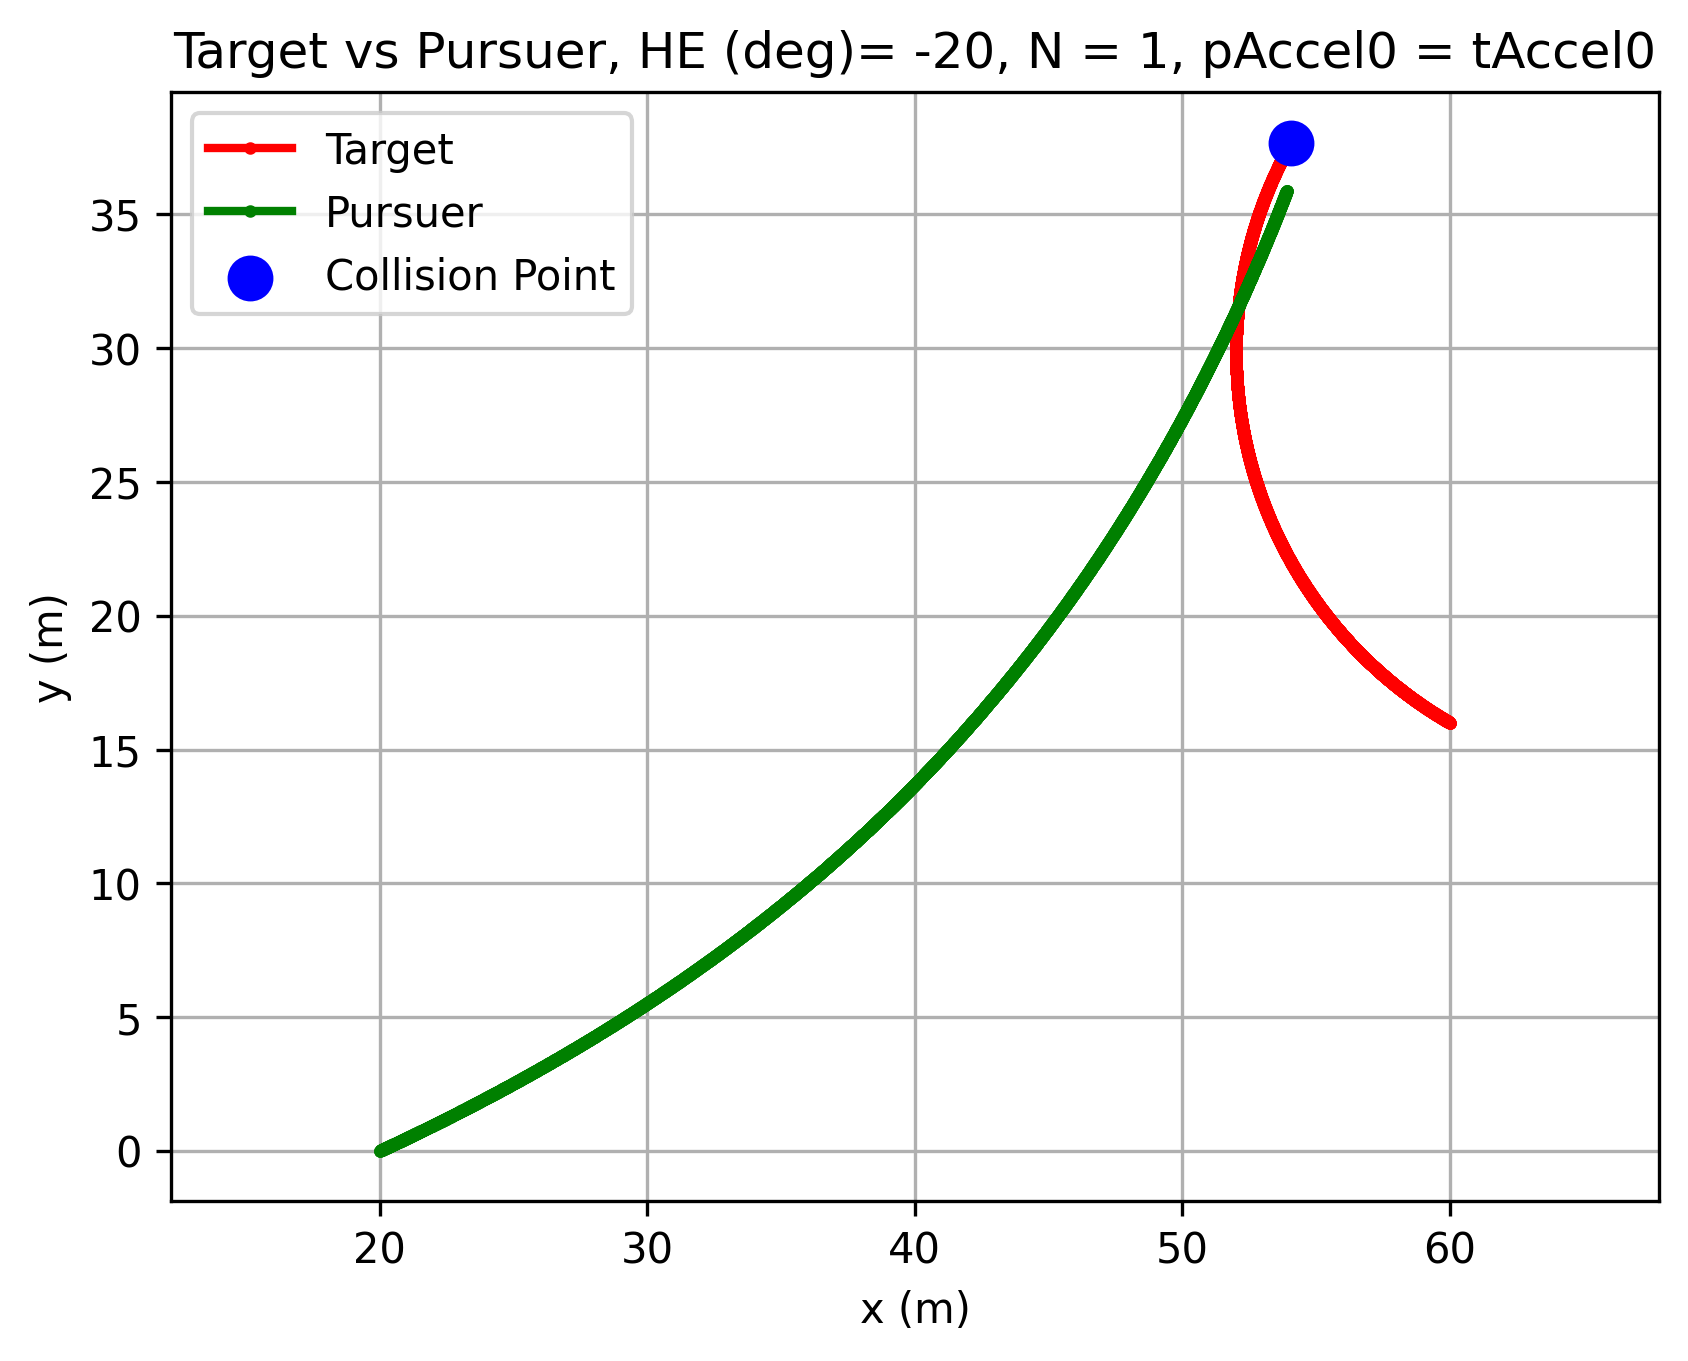 Target vs Pursuer, HE (deg)= -20, N = 1, pAccel0 = tAccel0
Target
Pursuer
Collision Point
35
30
25
20
15
10
5
0
y (m)
20 30 40 50 60
x (m)